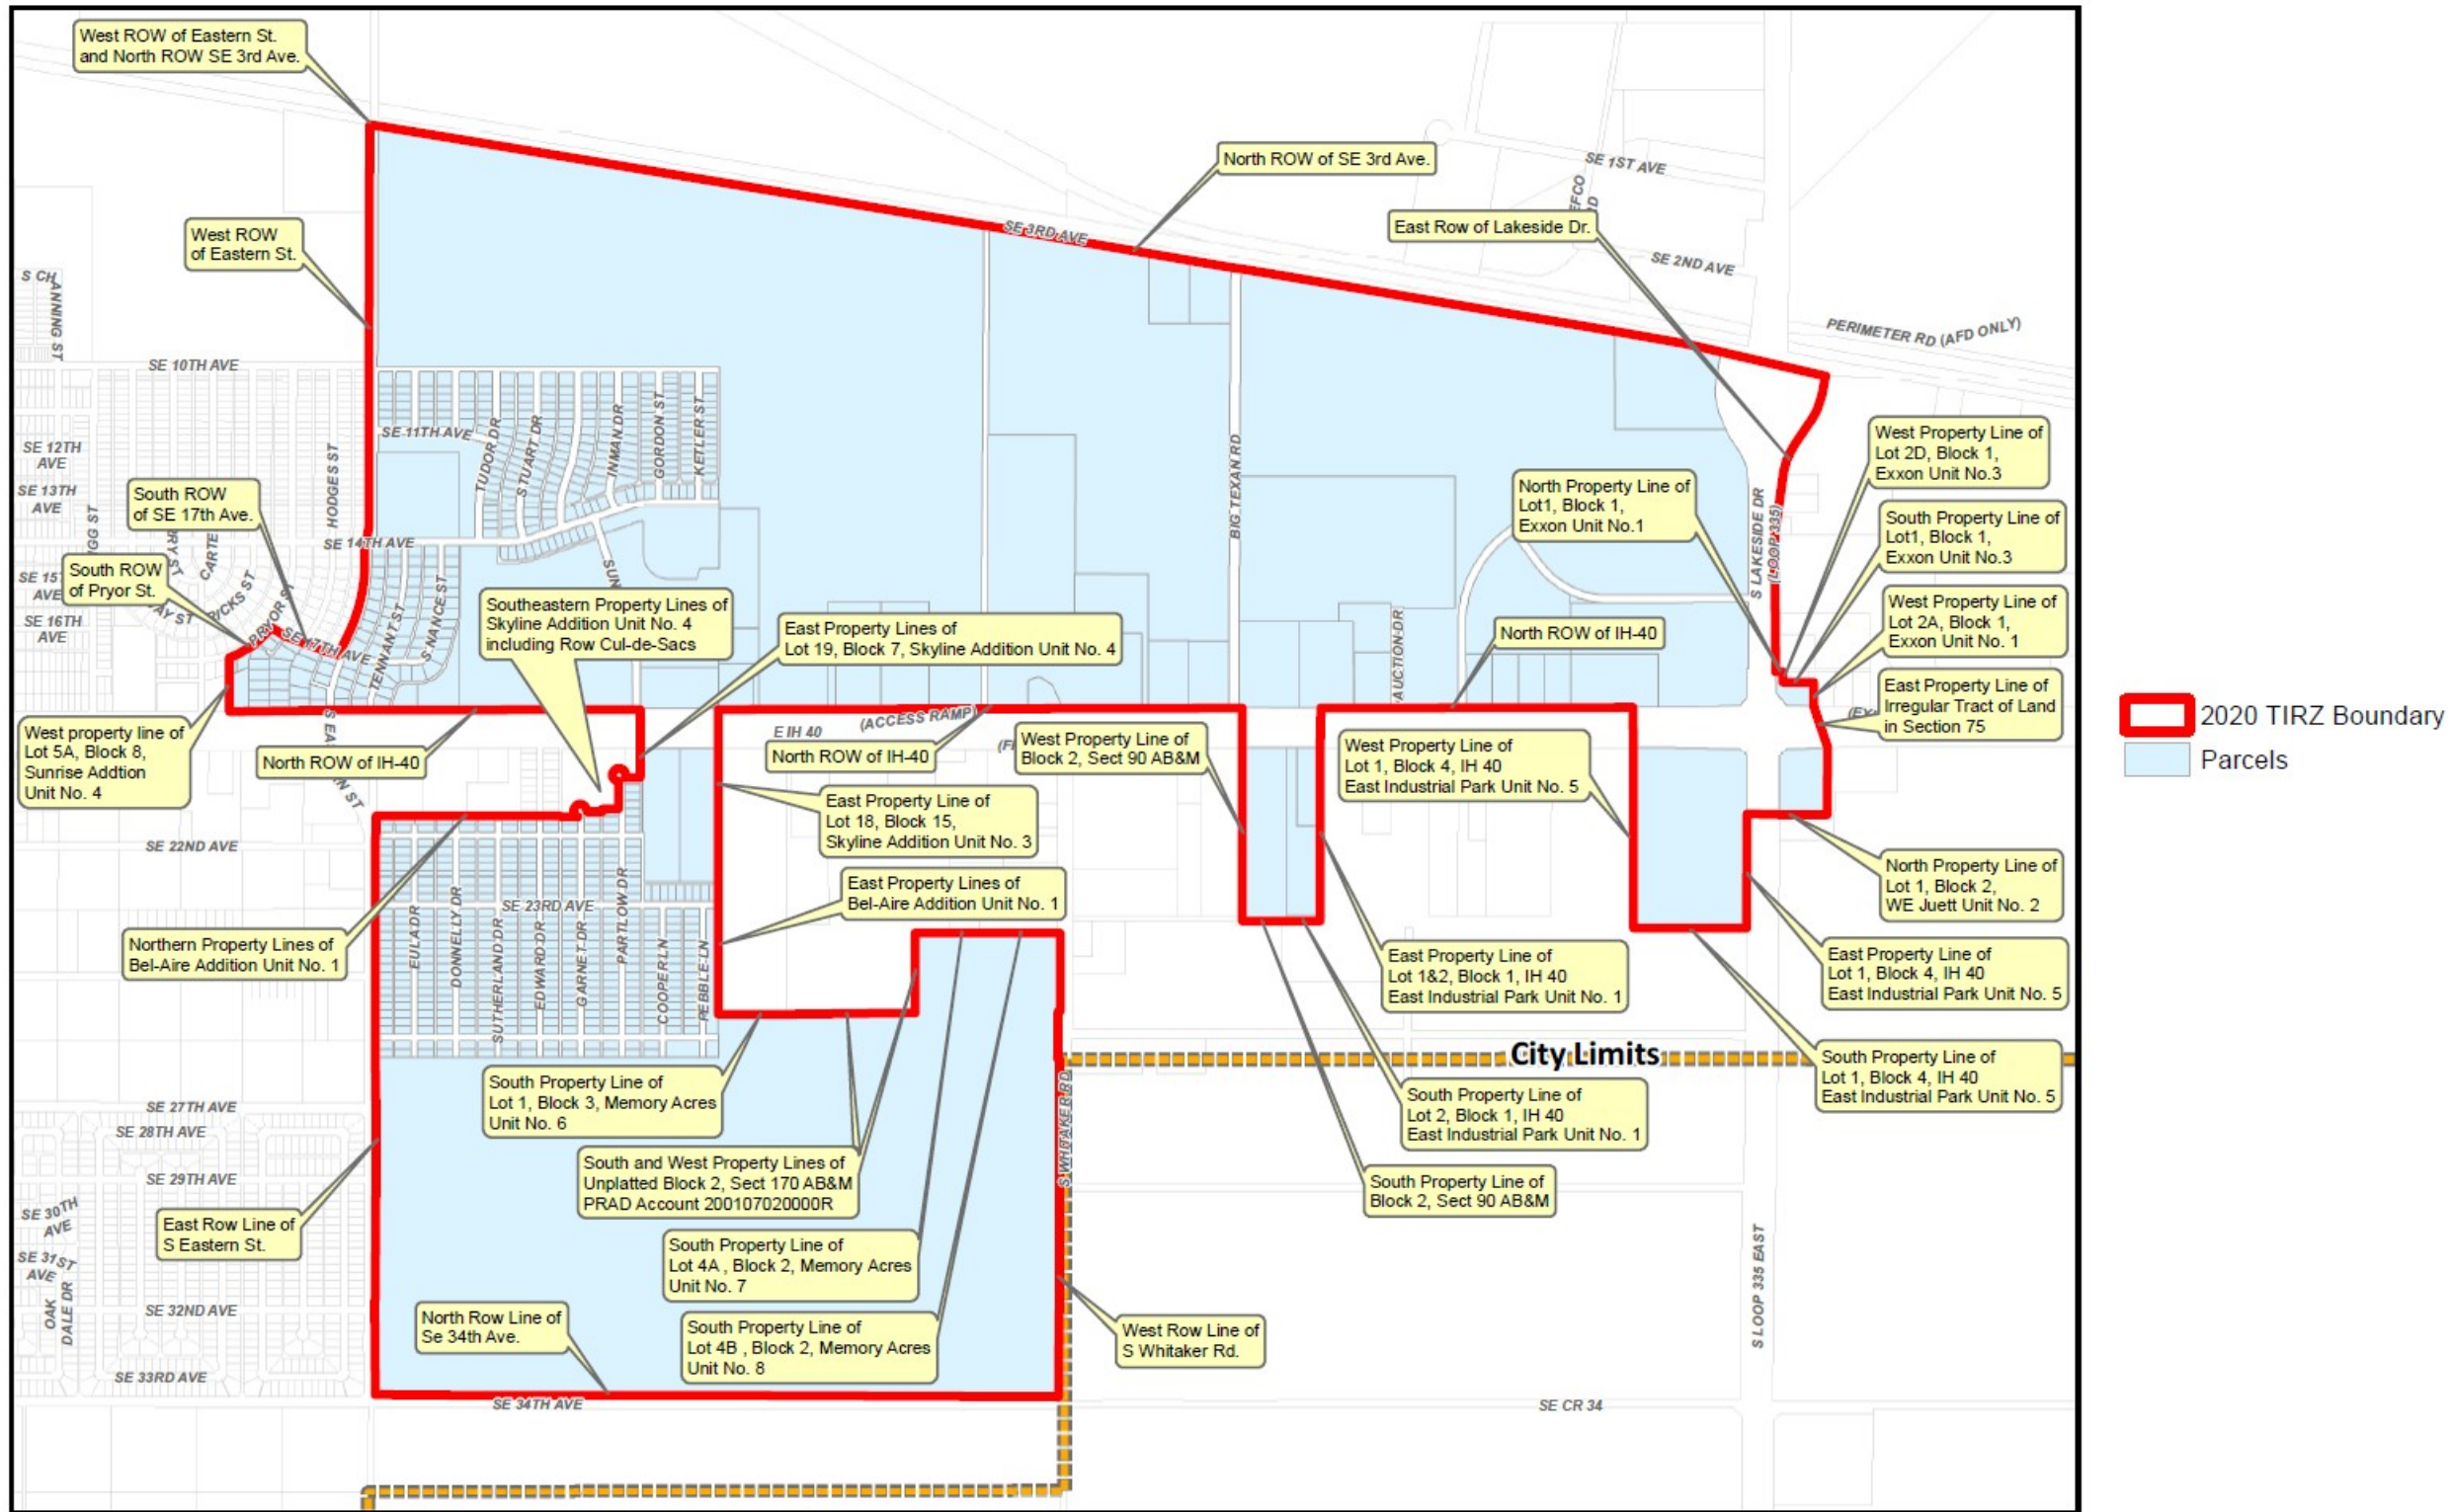 West ROW of Eastern St.
and North ROW SE 3rd Ave.
North ROW of SE 3rd Ave.
SE 1ST AVE
East Row of Lakeside Dr.
SE 3RD AVE
SE 2ND AVE
West ROW
of Eastern St.
S CH
ANNING ST
PERIMETER RD (AFD ONLY)
SE 10TH AVE
SE 11TH AVE
TUDOR DR
STUART DR
INMAN DR
GORDON ST
KETLER ST
BIG TEXAN RD
SE 12TH
AVE
SE 13TH
AVE
HODGES ST
West Property Line of
Lot 2D, Block 1,
Exxon Unit No.3
North Property Line of
Lot1, Block 1,
Exxon Unit No.1
South ROW
of SE 17th Ave.
S LAKESIDE DR
(LOOP 335)
South Property Line of
Lot1, Block 1,
Exxon Unit No.3
SE 14TH AVE
South ROW
of Pryor St.
SE 15
AVE
SE 16TH
AVE
PRYOR S
SE 17TH AVE
TENNANT ST
S NANCE ST
SUN
Southeastern Property Lines of
Skyline Addition Unit No. 4
including Row Cul-de-Sacs
East Property Lines of
Lot 19, Block 7, Skyline Addition Unit No. 4
AUCTION DR
North ROW of IH-40
West Property Line of
Lot 2A, Block 1,
Exxon Unit No. 1
East Property Line of
Irregular Tract of Land
in Section 75
2020 TIRZ Boundary
Parcels
West property line of
Lot 5A, Block 8,
Sunrise Addtion
Unit No. 4
North ROW of IH-40
E IH 40
(ACCESS RAMP)
North ROW of IH-40
West Property Line of
Block 2, Sect 90 AB&M
West Property Line of
Lot 1, Block 4, IH 40
East Industrial Park Unit No. 5
East Property Line of
Lot 18, Block 15,
Skyline Addition Unit No. 3
SE 22ND AVE
East Property Lines of
Bel-Aire Addition Unit No. 1
North Property Line of
Lot 1, Block 2,
WE Juett Unit No. 2
Northern Property Lines of
Bel-Aire Addition Unit No. 1
SE 23RD AVE
EULA DR
DONNELLY DR
SUTHERLAND DR
EDWARD DR
GARNET DR
PARTLOW DR
COOPER LN
PEBBLE LN
East Property Line of
Lot 1&2, Block 1, IH 40
East Industrial Park Unit No. 1
East Property Line of
Lot 1, Block 4, IH 40
East Industrial Park Unit No. 5
City Limits
South Property Line of
Lot 1, Block 4, IH 40
East Industrial Park Unit No. 5
South Property Line of
Lot 1, Block 3, Memory Acres
Unit No. 6
South Property Line of
Lot 2, Block 1, IH 40
East Industrial Park Unit No. 1
SE 27TH AVE
SE 28TH AVE
SE 29TH AVE
South and West Property Lines of
Unplatted Block 2, Sect 170 AB&M
PRAD Account 200107020000R
S WHITAKER RD
South Property Line of
Block 2, Sect 90 AB&M
SE 30TH
AVE
East Row Line of
S Eastern St.
SE 31ST
AVE
South Property Line of
Lot 4A , Block 2, Memory Acres
Unit No. 7
S LOOP 335 EAST
OAK
DALE DR
SE 32ND AVE
North Row Line of
Se 34th Ave.
South Property Line of
Lot 4B , Block 2, Memory Acres
Unit No. 8
West Row Line of
S Whitaker Rd.
SE 33RD AVE
SE 34TH AVE
SE CR 34